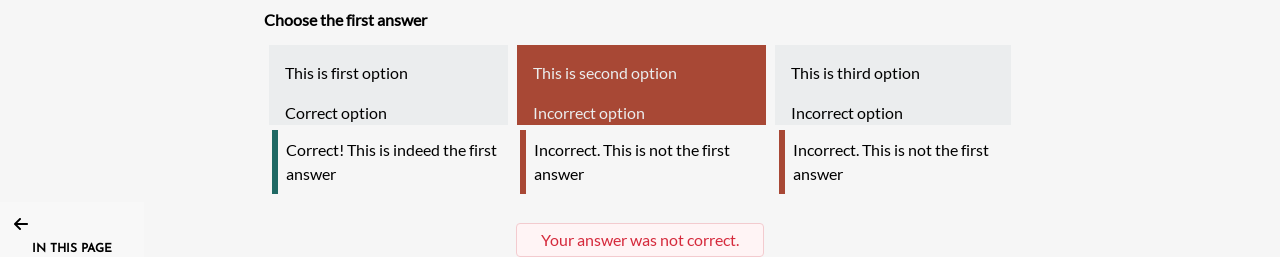 Choose the first answer
This is first option
Correct option
Correct! This is indeed the first
answer
This is second option
Incorrect option
Incorrect. This is not the first
answer
This is third option
Incorrect option
Incorrect. This is not the first
answer
Your answer was not correct.
IN THIS PAGE